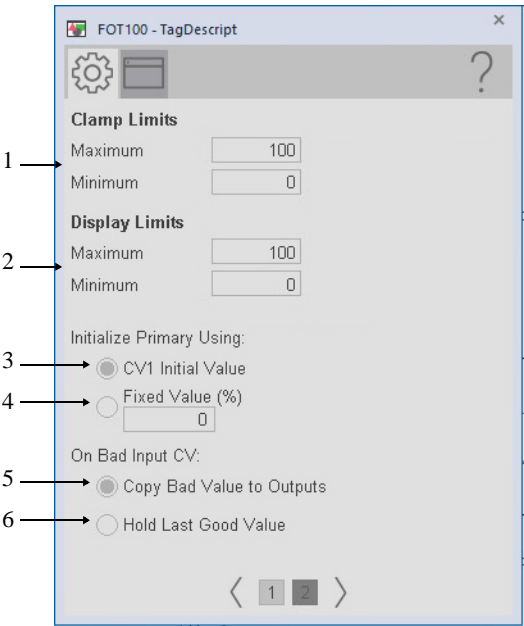 FOT100 - TagDescript ×
?
Clamp Limits
1
Maximum 100
Minimum 0
Display Limits
2
Maximum 100
Minimum 0
Initialize Primary Using:
3 CV1 Initial Value
4 Fixed Value (%)
0
On Bad Input CV:
5 Copy Bad Value to Outputs
6 Hold Last Good Value
1 2